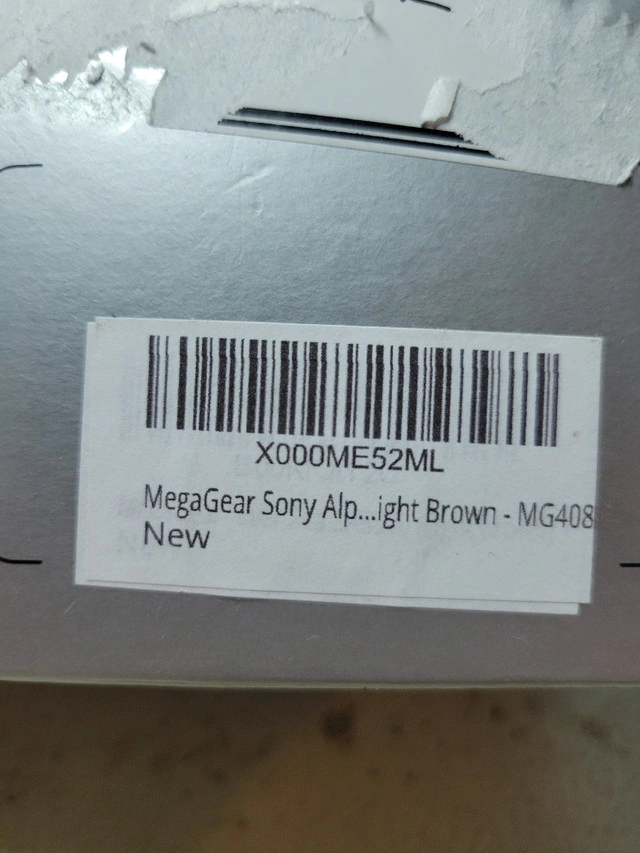 X000ME52ML
MegaGear Sony Alp...ight Brown - MG408
New